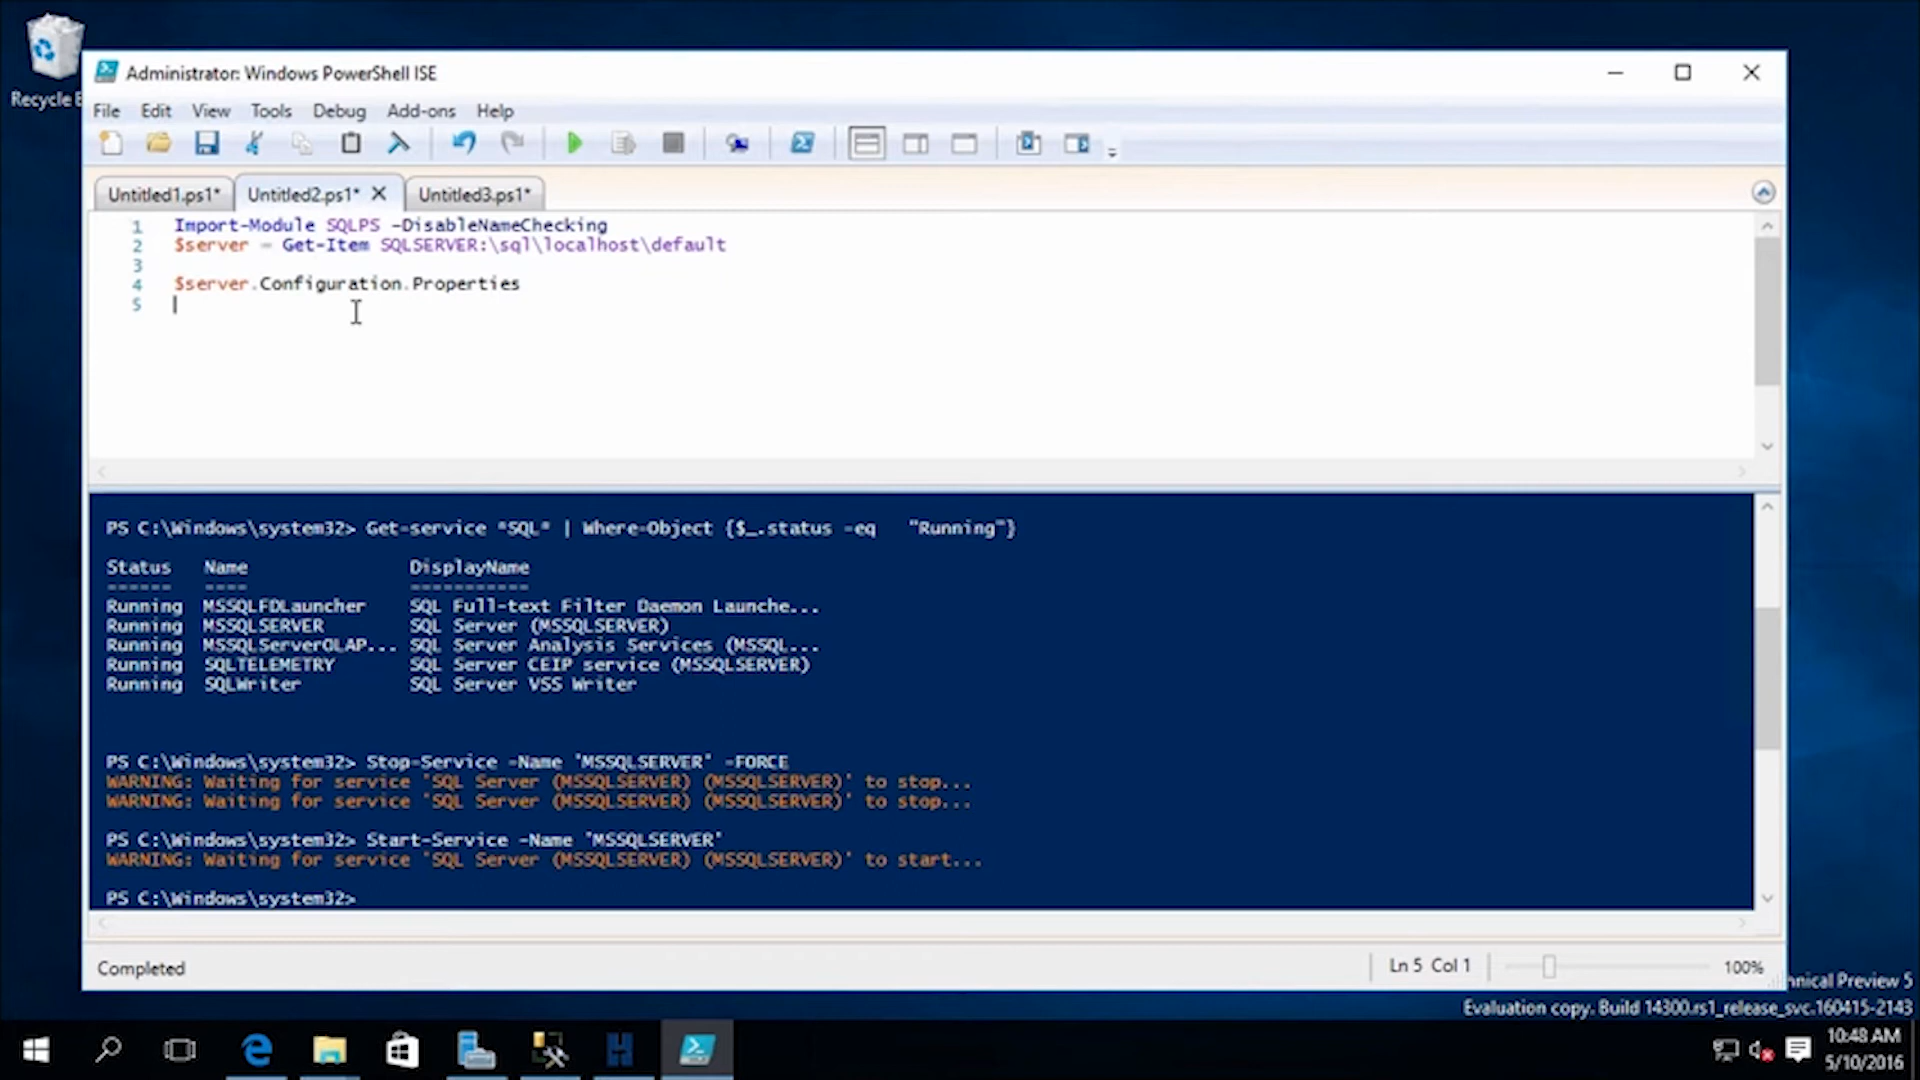 Recycle B
Administrator: Windows PowerShell ISE
File Edit View Tools Debug Add-ons Help
Untitled1.ps1* Untitled2.ps1* Untitled3.ps1*
1 Import-Module SQLPS -DisableNameChecking
2 $server = Get-Item SQLSERVER:\sql\localhost\default
3
4 $server.Configuration.Properties
5
PS C:\Windows\system32> Get-service *SQL* | Where-Object {$_.status -eq   "Running"}
Status Name DisplayName
------ ---- -----------
Running MSSQLFDLauncher SQL Full-text Filter Daemon Launche...
Running MSSQLSERVER SQL Server (MSSQLSERVER)
Running MSSQLServerOLAP... SQL Server Analysis Services (MSSQL...
Running SQLTELEMETRY SQL Server CEIP service (MSSQLSERVER)
Running SQLWriter SQL Server VSS Writer
PS C:\Windows\system32> Stop-Service -Name 'MSSQLSERVER' -FORCE
WARNING: Waiting for service 'SQL Server (MSSQLSERVER) (MSSQLSERVER)' to stop...
WARNING: Waiting for service 'SQL Server (MSSQLSERVER) (MSSQLSERVER)' to stop...
PS C:\Windows\system32> Start-Service -Name 'MSSQLSERVER'
WARNING: Waiting for service 'SQL Server (MSSQLSERVER) (MSSQLSERVER)' to start...
PS C:\Windows\system32>
Completed Ln 5 Col 1 100%
hnical Preview 5
Evaluation copy. Build 14300.rs1_release_svc.160415-2143
10:48 AM
5/10/2016